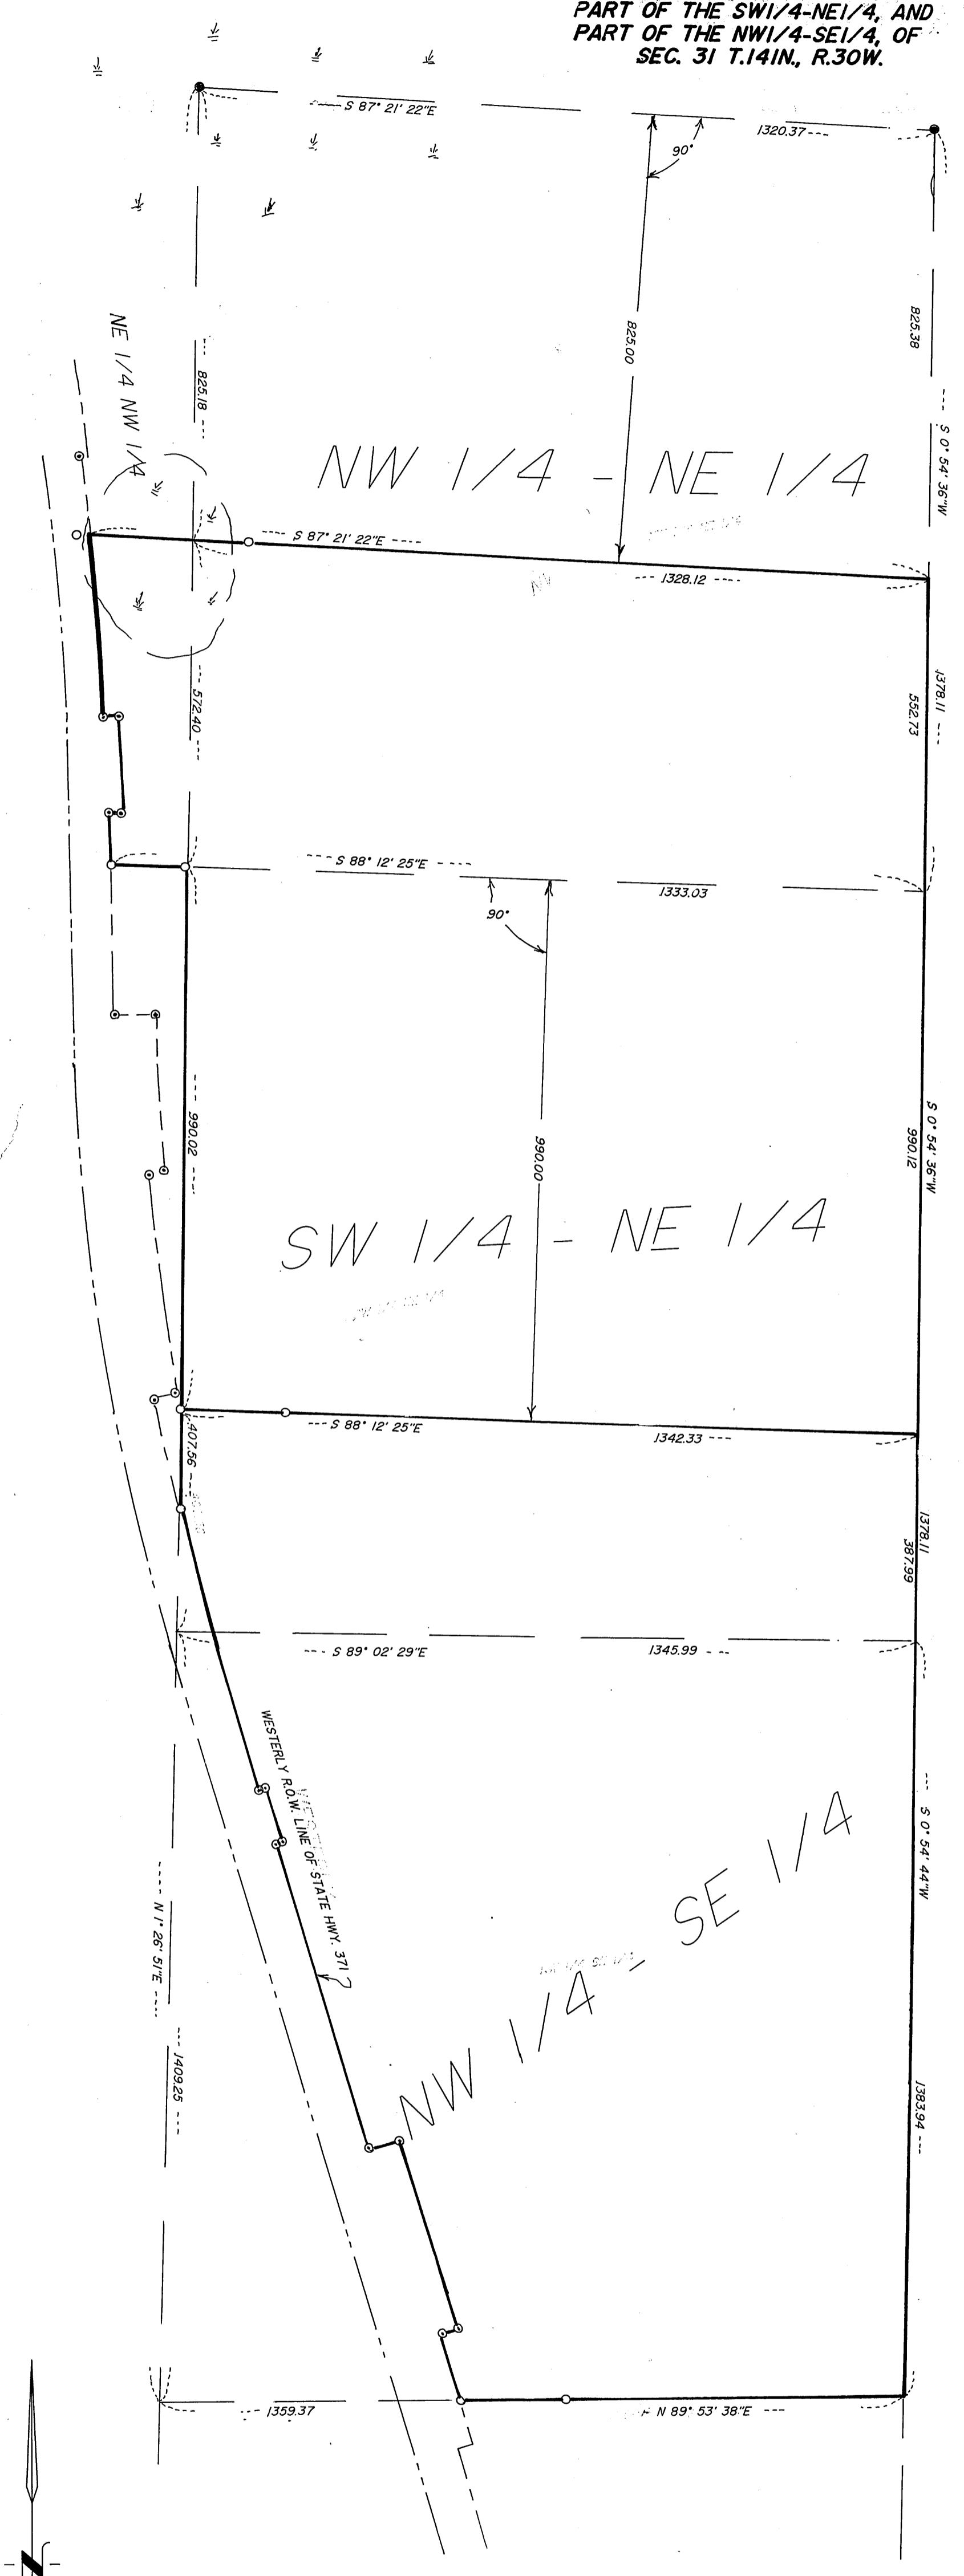 PART OF THE SW1/4-NE1/4, AND
PART OF THE NW1/4-SE1/4, OF
SEC. 31 T.141N., R.30W.
S 87° 21' 22"E
1320.37
90°
825.00
825.38
S 0° 54' 36"W
NE 1/4 NW 1/4
825.18
NW 1/4 - NE 1/4
S 87° 21' 22"E
1328.12
572.40
552.73
1378.11
S 88° 12' 25"E
1333.03
90°
990.02
990.00
S 0° 54' 36"W
990.12
SW 1/4 - NE 1/4
S 88° 12' 25"E
1342.33
407.56
1378.11
387.99
S 89° 02' 29"E
1345.99
WESTERLY R.O.W. LINE OF STATE HWY. 371
S 0° 54' 44"W
NW 1/4 - SE 1/4
N 1° 26' 51"E
1409.25
1383.94
1359.37
N 89° 53' 38"E
N